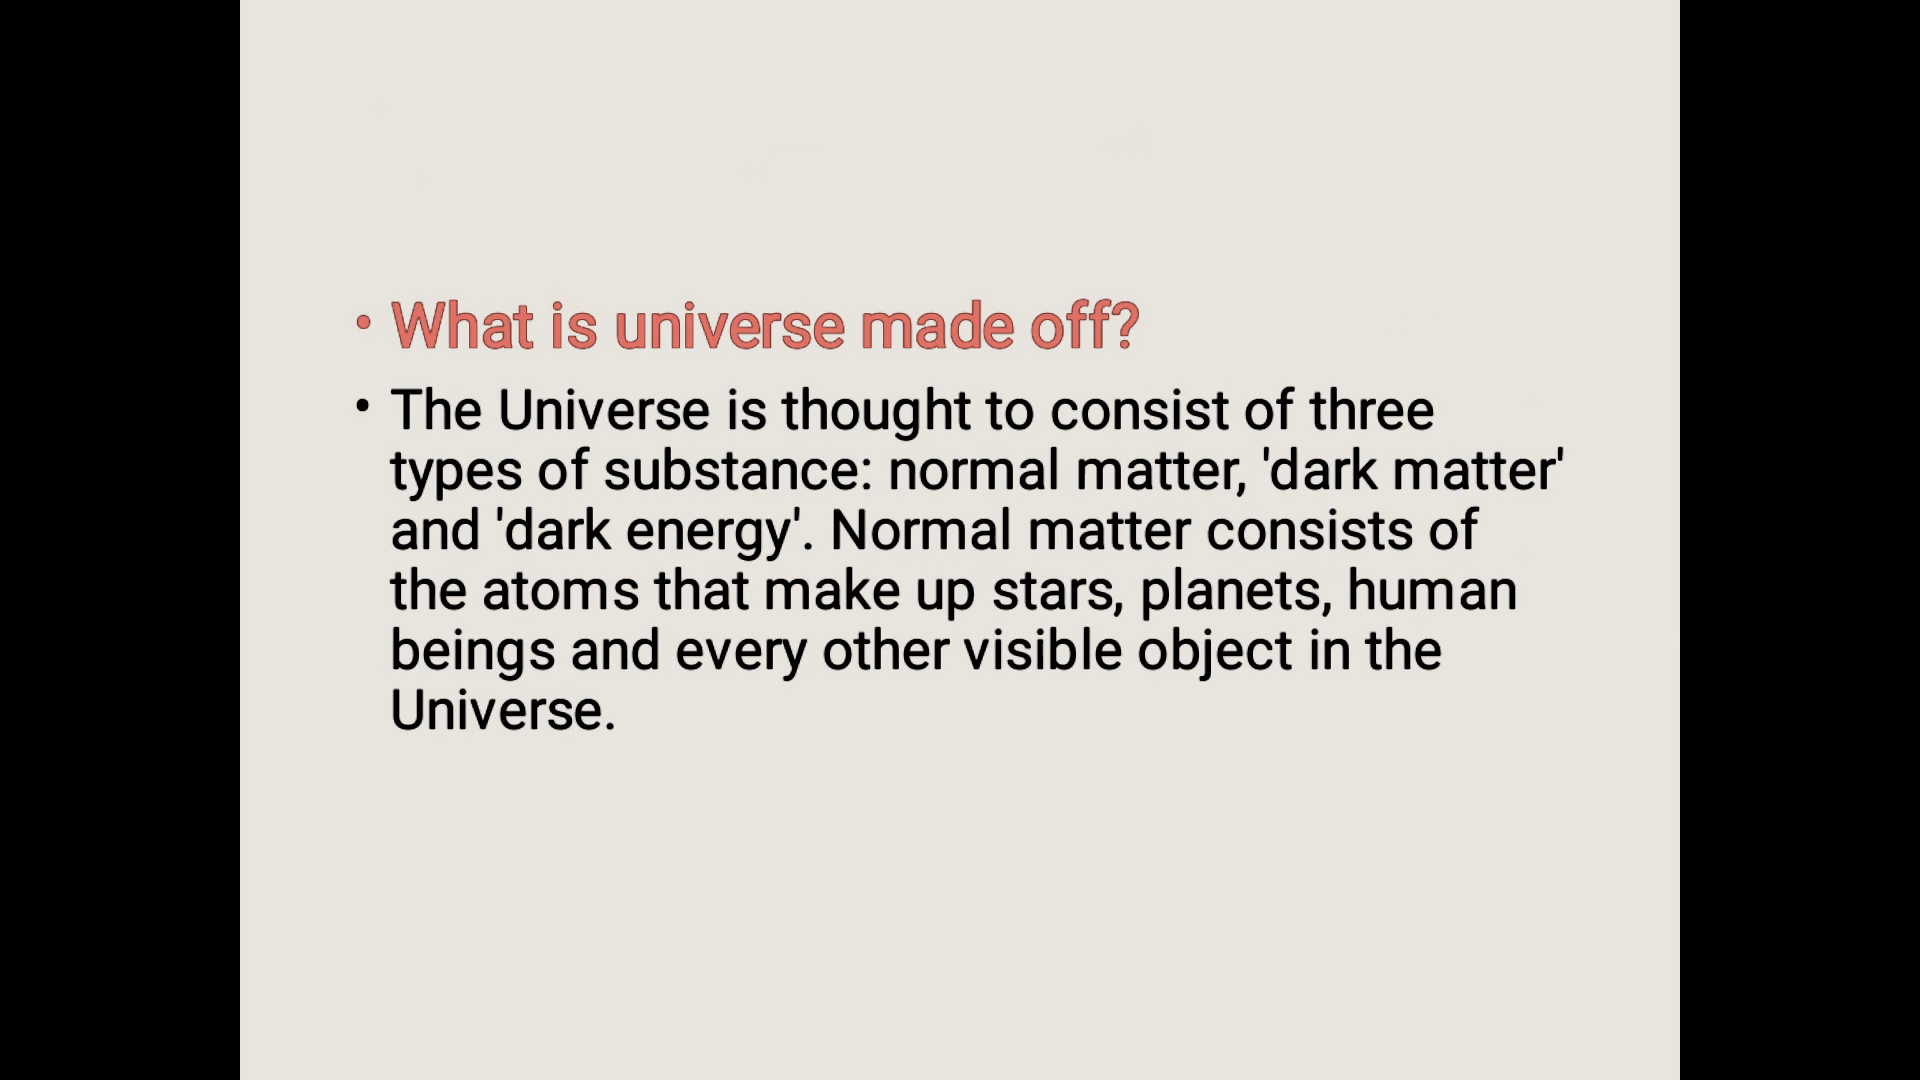 • What is universe made off?
• The Universe is thought to consist of three
types of substance: normal matter, 'dark matter'
and 'dark energy'. Normal matter consists of
the atoms that make up stars, planets, human
beings and every other visible object in the
Universe.